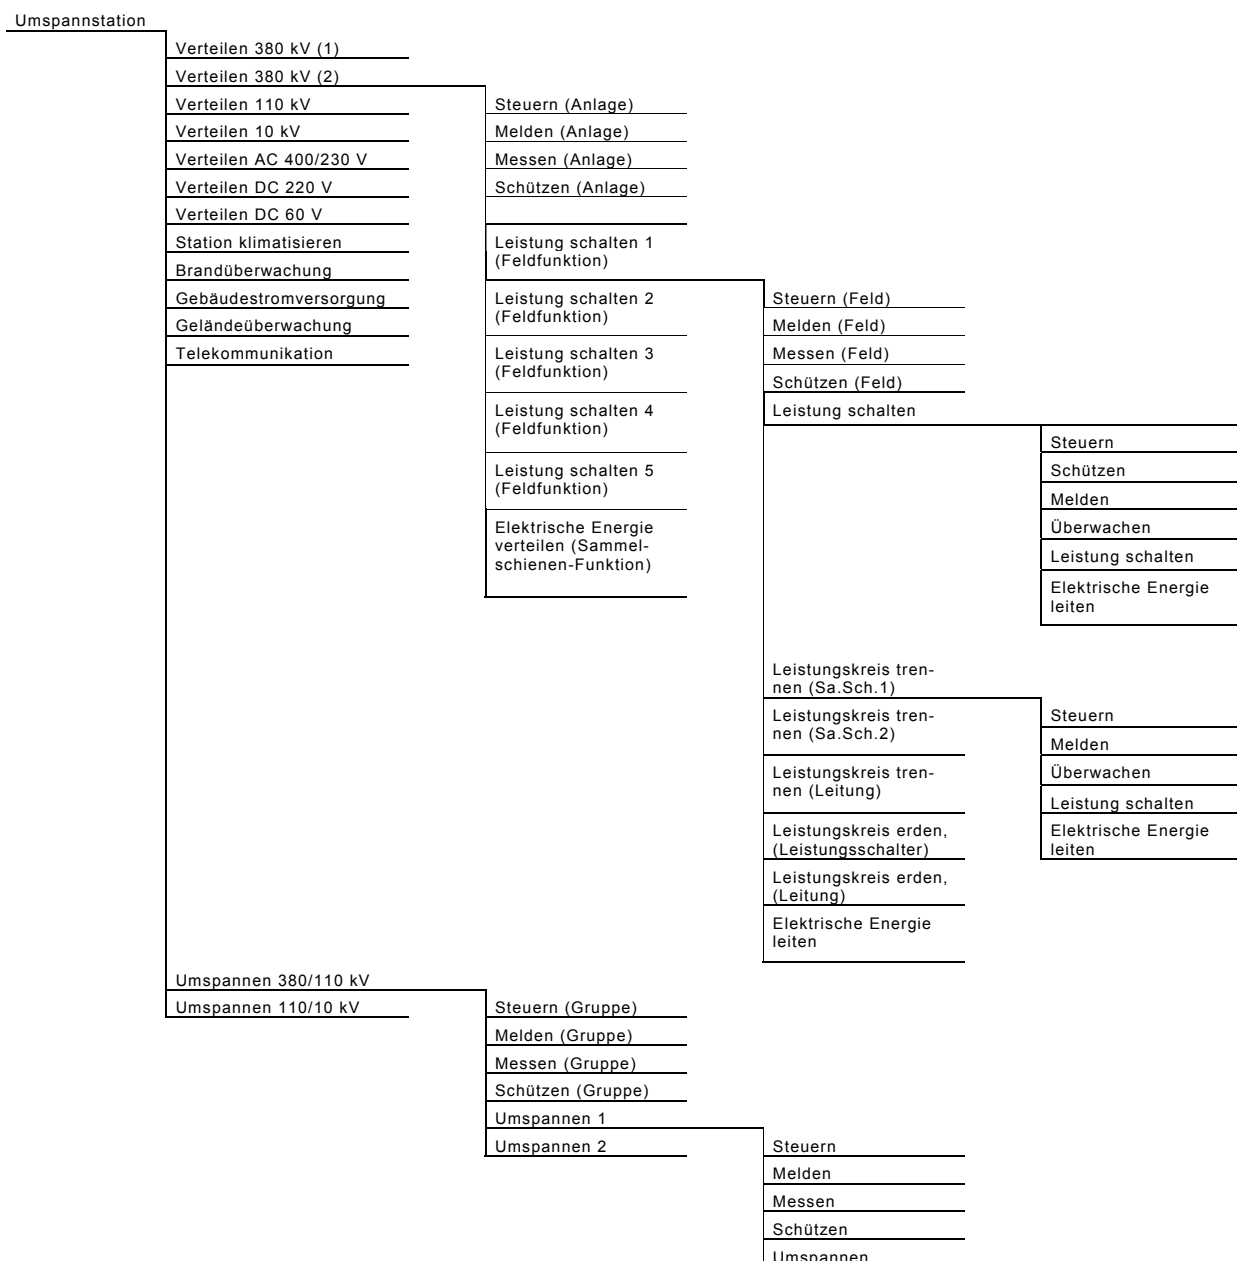 Umspannstation
Verteilen 380 kV (1)
Verteilen 380 kV (2)
Verteilen 110 kV
Verteilen 10 kV
Verteilen AC 400/230 V
Verteilen DC 220 V
Verteilen DC 60 V
Station klimatisieren
Brandüberwachung
Gebäudestromversorgung
Geländeüberwachung
Telekommunikation
Steuern (Anlage)
Melden (Anlage)
Messen (Anlage)
Schützen (Anlage)
Leistung schalten 1
(Feldfunktion)
Leistung schalten 2
(Feldfunktion)
Leistung schalten 3
(Feldfunktion)
Leistung schalten 4
(Feldfunktion)
Leistung schalten 5
(Feldfunktion)
Elektrische Energie
verteilen (Sammel-
schienen-Funktion)
Steuern (Feld)
Melden (Feld)
Messen (Feld)
Schützen (Feld)
Leistung schalten
Steuern
Schützen
Melden
Überwachen
Leistung schalten
Elektrische Energie
leiten
Leistungskreis tren-
nen (Sa.Sch.1)
Leistungskreis tren-
nen (Sa.Sch.2)
Leistungskreis tren-
nen (Leitung)
Leistungskreis erden,
(Leistungsschalter)
Leistungskreis erden,
(Leitung)
Elektrische Energie
leiten
Steuern
Melden
Überwachen
Leistung schalten
Elektrische Energie
leiten
Umspannen 380/110 kV
Umspannen 110/10 kV
Steuern (Gruppe)
Melden (Gruppe)
Messen (Gruppe)
Schützen (Gruppe)
Umspannen 1
Umspannen 2
Steuern
Melden
Messen
Schützen
Umspannen